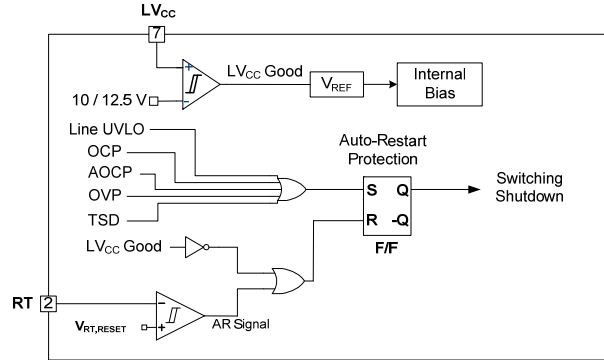 LVCC
7
+
-
10 / 12.5 V
LVCC Good
VREF
Internal
Bias
Line UVLO
OCP
AOCP
OVP
TSD
Auto-Restart
Protection
S Q
R -Q
F/F
Switching
Shutdown
LVCC Good
RT 2
-
+
VRT,RESET
AR Signal